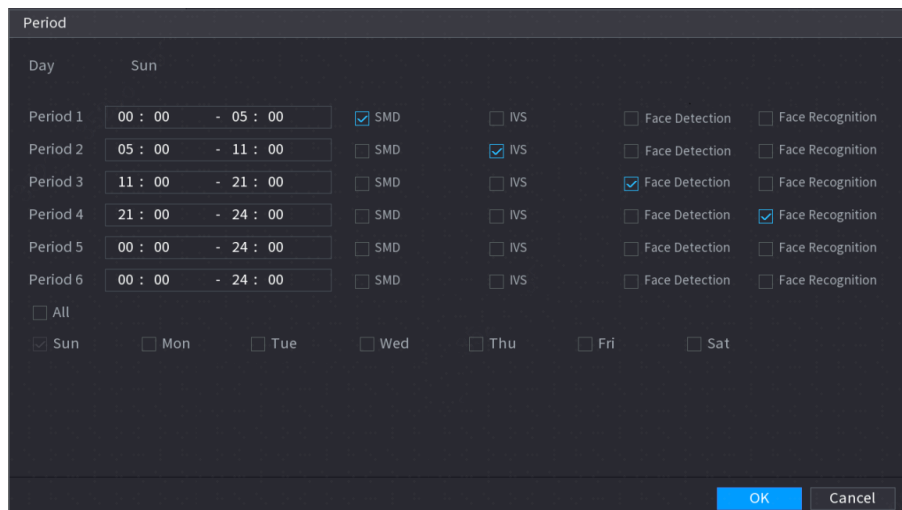 Period
Day Sun
Period 1 00 : 00 - 05 : 00 SMD IVS Face Detection Face Recognition
Period 2 05 : 00 - 11 : 00 SMD IVS Face Detection Face Recognition
Period 3 11 : 00 - 21 : 00 SMD IVS Face Detection Face Recognition
Period 4 21 : 00 - 24 : 00 SMD IVS Face Detection Face Recognition
Period 5 00 : 00 - 24 : 00 SMD IVS Face Detection Face Recognition
Period 6 00 : 00 - 24 : 00 SMD IVS Face Detection Face Recognition
All
Sun Mon Tue Wed Thu Fri Sat
OK Cancel